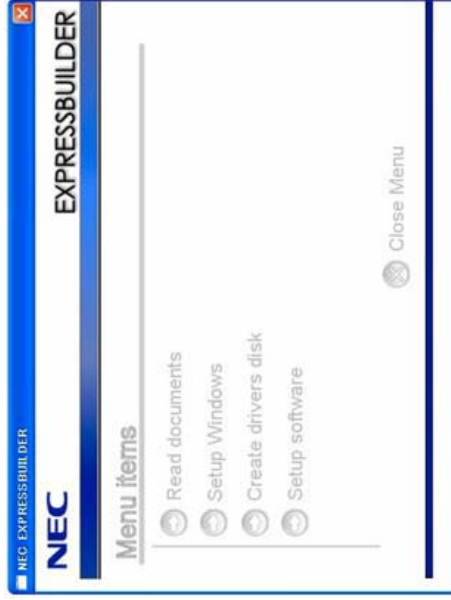 NEC EXPRESSBUILDER
NEC
EXPRESSBUILDER
Menu items
Read documents
Setup Windows
Create drivers disk
Setup software
Close Menu